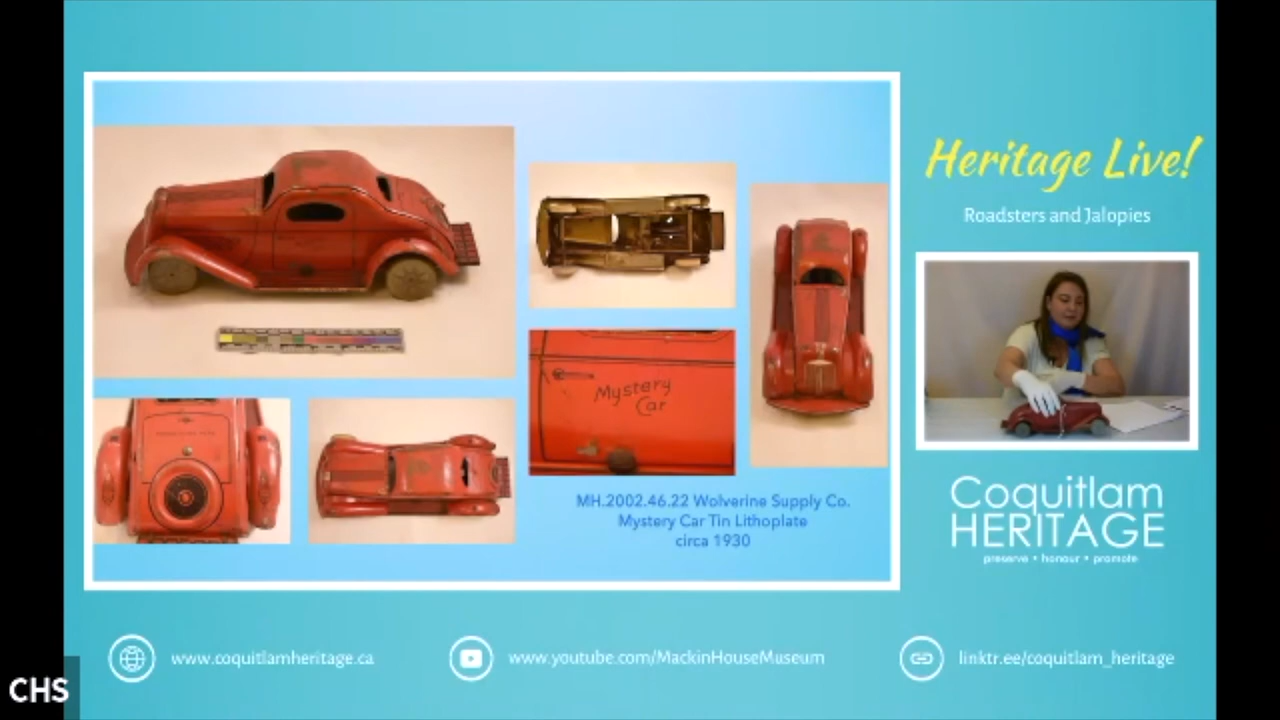 Heritage Live!
Roadsters and Jalopies
Mystery
Car
MH.2002.46.22 Wolverine Supply Co.
Mystery Car Tin Lithoplate
circa 1930
Coquitlam
HERITAGE
preserve • honour • promote
www.coquitlamheritage.ca
www.youtube.com/MackinHouseMuseum
linktr.ee/coquitlam_heritage
CHS